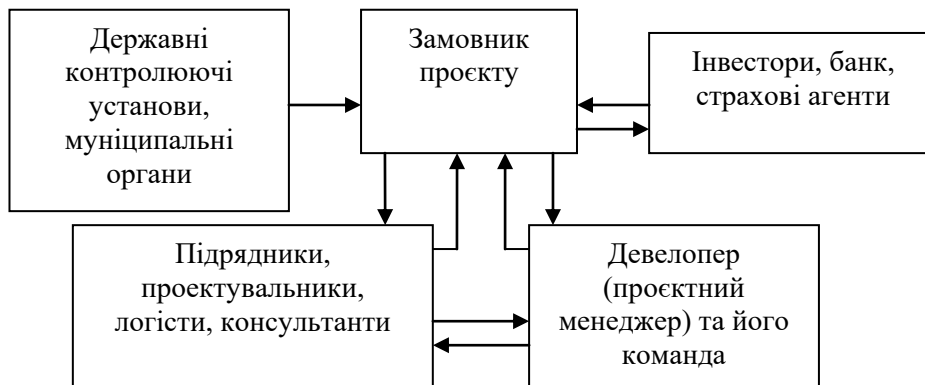 Державні
контролюючі
установи,
муніципальні
органи
Замовник
проєкту
Інвестори, банк,
страхові агенти
Підрядники,
проектувальники,
логісти, консультанти
Девелопер
(проєктний
менеджер) та його
команда